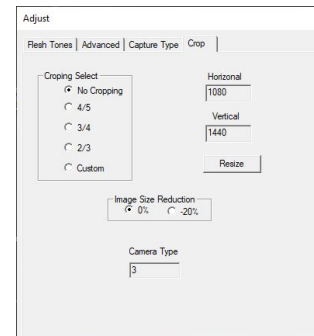 Adjust
Flesh Tones Advanced Capture Type Crop
Croping Select
No Cropping
4/5
3/4
2/3
Custom
Horizonal
1080
Vertical
1440
Resize
Image Size Reduction
0% -20%
Camera Type
3